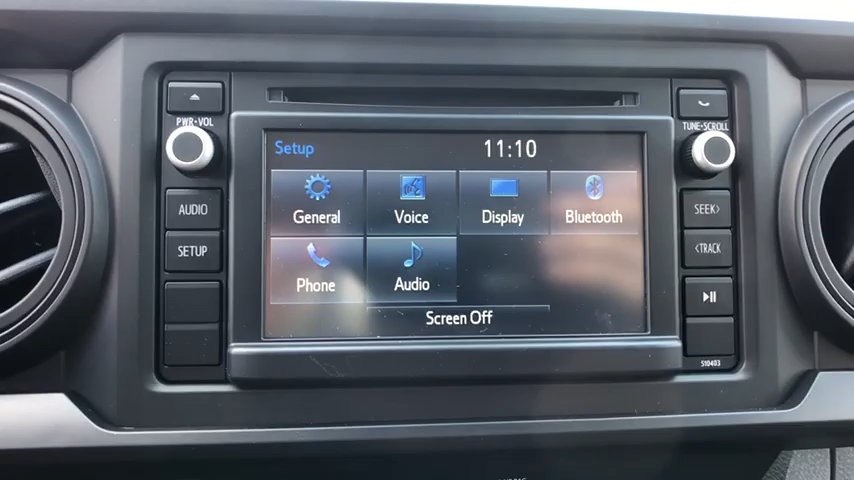 PWR•VOL
TUNE•SCROLL
Setup 11:10
AUDIO
General Voice Display Bluetooth
SEEK>
SETUP
<TRACK
Phone Audio
Screen Off
510403